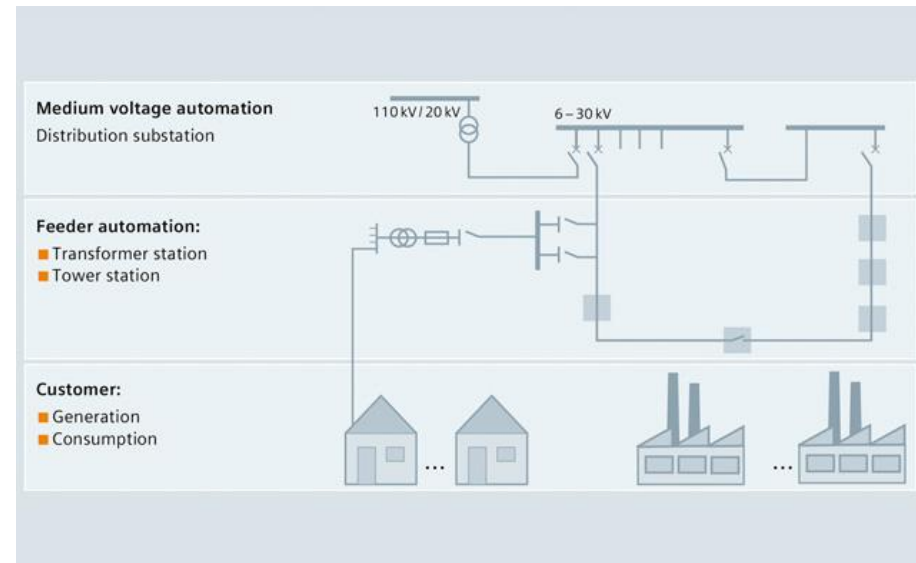 Medium voltage automation
Distribution substation
110 kV/20 kV
6–30 kV
Feeder automation:
Transformer station
Tower station
Customer:
Generation
Consumption
...
...